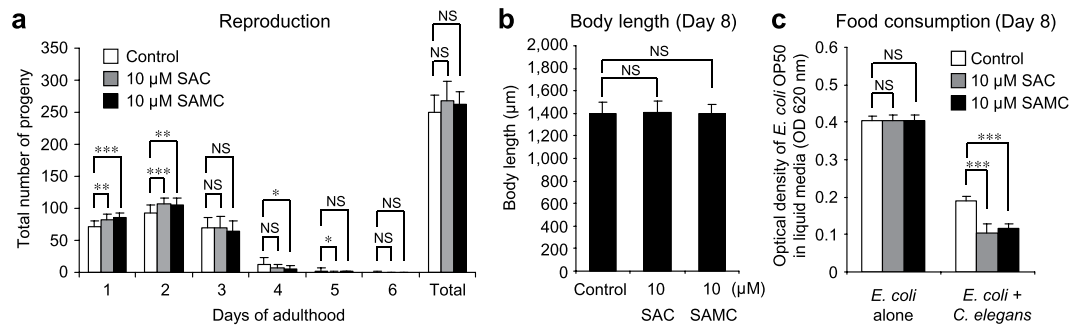 a
Reproduction
Total number of progeny
350
300
250
200
150
100
50
0
Control
10 µM SAC
10 µM SAMC
***
**
**
***
NS
NS
*
NS
NS
*
NS
NS
NS
NS
1 2 3 4 5 6 Total
Days of adulthood
b
Body length (Day 8)
Body length (µm)
2,000
1,800
1,600
1,400
1,200
1,000
800
600
400
200
0
NS
NS
Control 10 10 (µM)
SAC SAMC
c
Food consumption (Day 8)
Optical density of E. coli OP50
in liquid media (OD 620 nm)
0.6
0.5
0.4
0.3
0.2
0.1
0
Control
10 µM SAC
10 µM SAMC
NS
NS
***
***
E. coli E. coli +
alone C. elegans